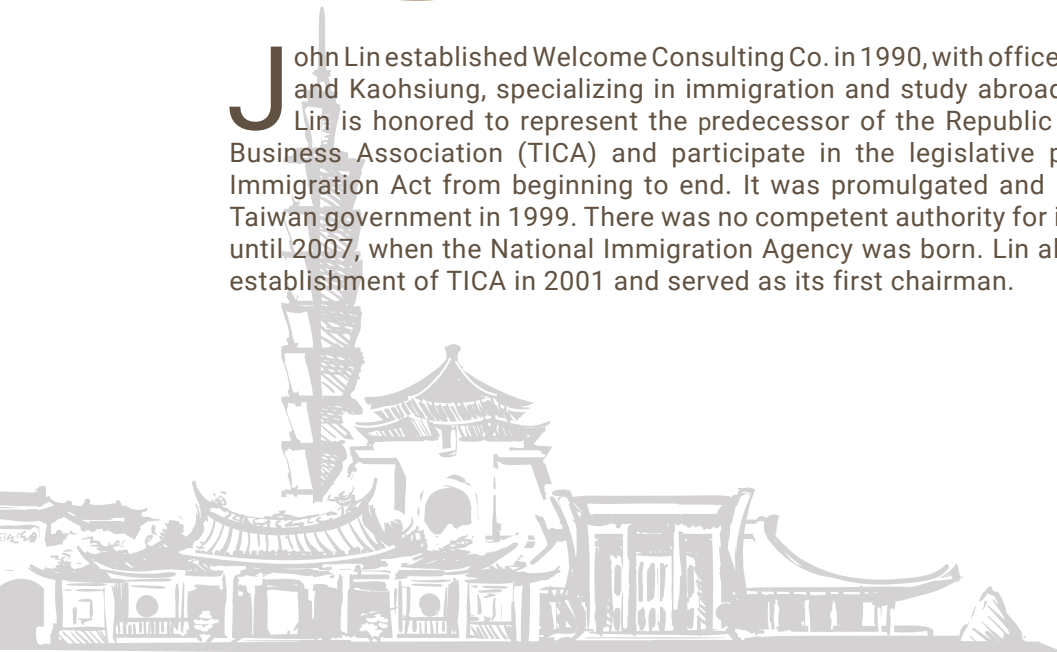 John Lin established Welcome Consulting Co. in 1990, with office
and Kaohsiung, specializing in immigration and study abroad
Lin is honored to represent the predecessor of the Republic
Business Association (TICA) and participate in the legislative
Immigration Act from beginning to end. It was promulgated and
Taiwan government in 1999. There was no competent authority for
until 2007, when the National Immigration Agency was born. Lin
establishment of TICA in 2001 and served as its first chairman.